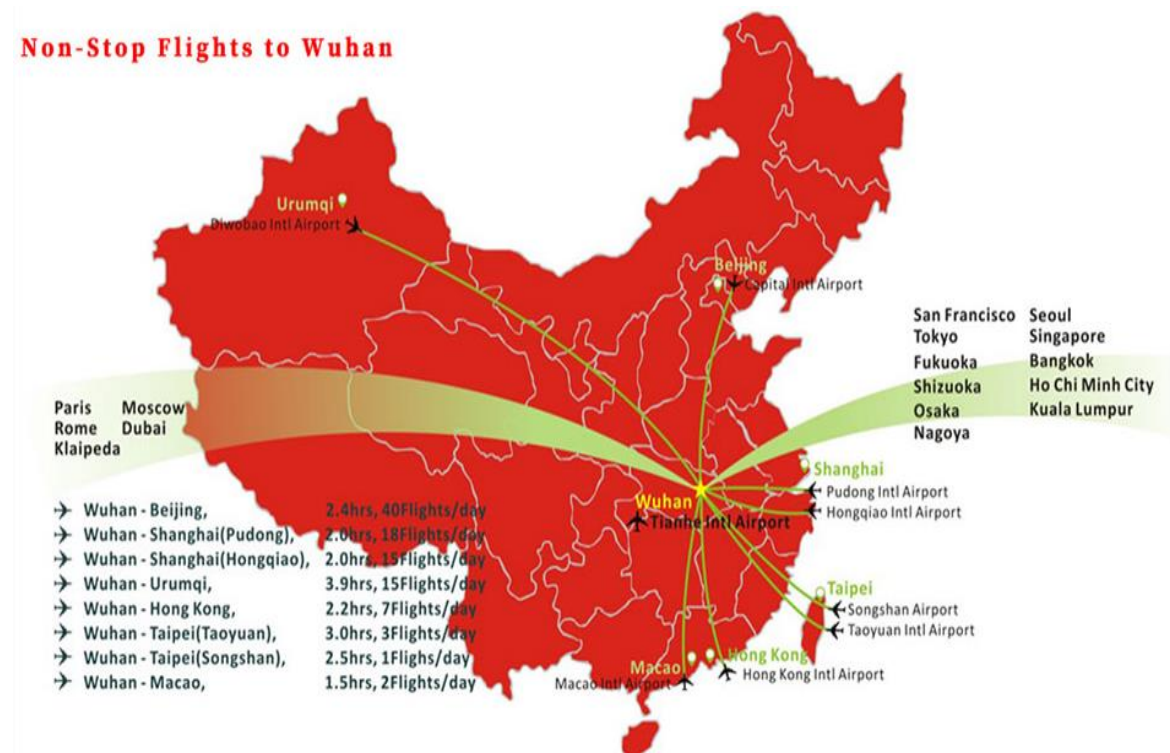 Non-Stop Flights to Wuhan
Urumqi
Diwobao Intl Airport
Beijing
Capital Intl Airport
San Francisco Seoul
Tokyo Singapore
Fukuoka Bangkok
Shizuoka Ho Chi Minh City
Osaka Kuala Lumpur
Nagoya
Paris Moscow
Rome Dubai
Klaipeda
Shanghai
Pudong Intl Airport
Hongqiao Intl Airport
Wuhan
Tianhe Intl Airport
Wuhan - Beijing, 2.4hrs, 40Flights/day
Wuhan - Shanghai(Pudong), 2.0hrs, 18Flights/day
Wuhan - Shanghai(Hongqiao), 2.0hrs, 15Flights/day
Wuhan - Urumqi, 3.9hrs, 15Flights/day
Wuhan - Hong Kong, 2.2hrs, 7Flights/day
Wuhan - Taipei(Taoyuan), 3.0hrs, 3Flights/day
Wuhan - Taipei(Songshan), 2.5hrs, 1Flighs/day
Wuhan - Macao, 1.5hrs, 2Flights/day
Taipei
Songshan Airport
Taoyuan Intl Airport
Macao
Macao Intl Airport
Hong Kong
Hong Kong Intl Airport